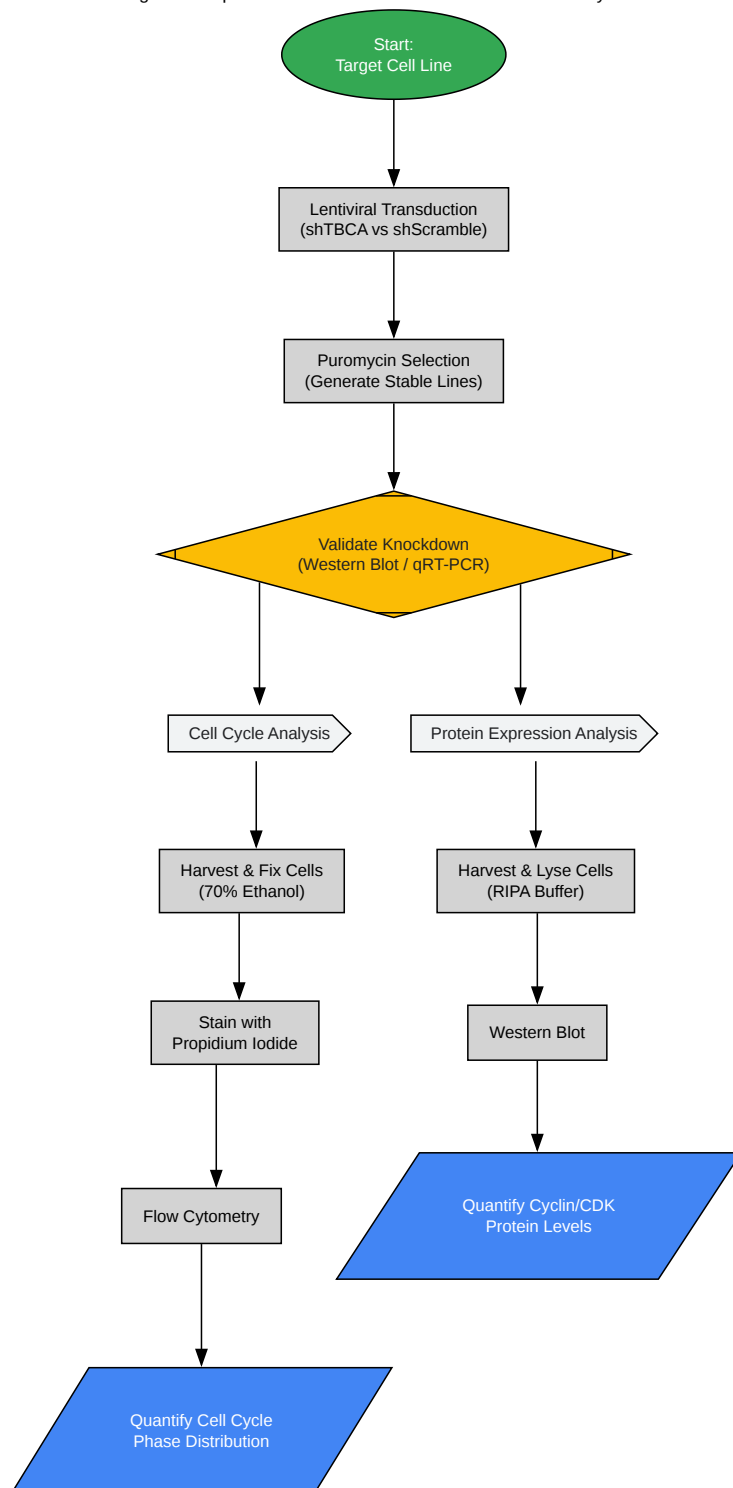 Start:
Target Cell Line
Lentiviral Transduction
(shTBCA vs shScramble)
Puromycin Selection
(Generate Stable Lines)
Validate Knockdown
(Western Blot / qRT-PCR)
Cell Cycle Analysis
Protein Expression Analysis
Harvest & Fix Cells
(70% Ethanol)
Harvest & Lyse Cells
(RIPA Buffer)
Stain with
Propidium Iodide
Western Blot
Flow Cytometry
Quantify Cyclin/CDK
Protein Levels
Quantify Cell Cycle
Phase Distribution